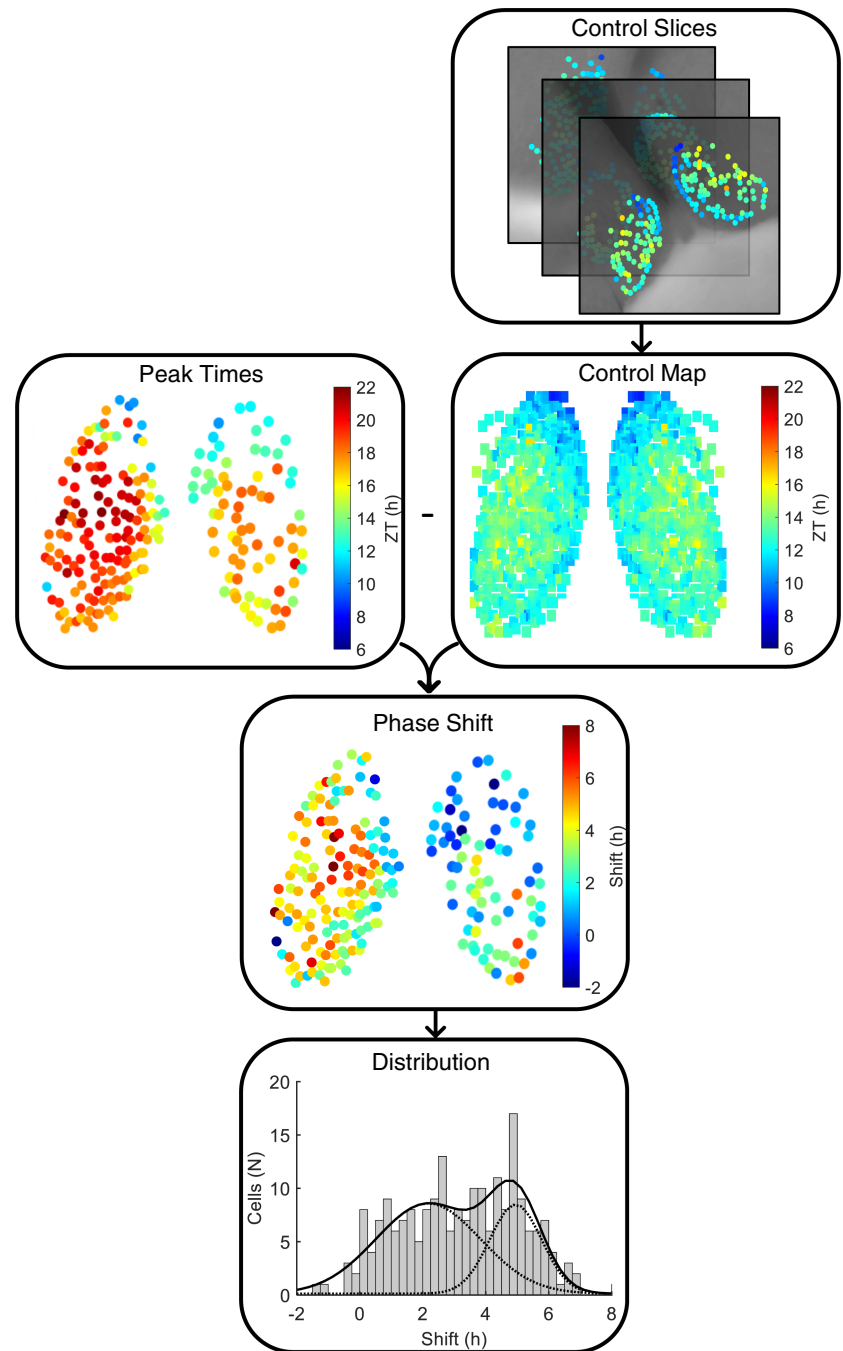 Control Slices
Peak Times
22
20
18
16
14
12
10
8
6
ZT (h)
-
Control Map
22
20
18
16
14
12
10
8
6
ZT (h)
Phase Shift
8
6
4
2
0
-2
Shift (h)
Distribution
20
15
10
5
0
Cells (N)
-2 0 2 4 6 8
Shift (h)